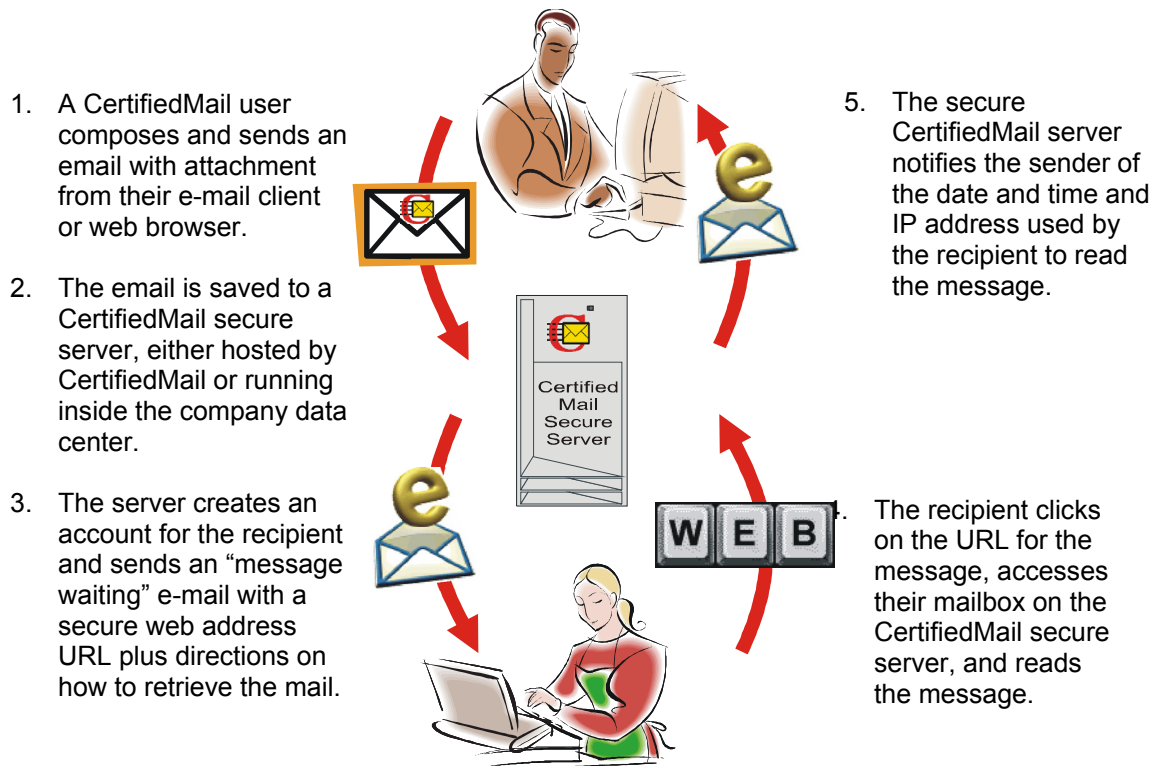 1. A CertifiedMail user
composes and sends an
email with attachment
from their e-mail client
or web browser.
2. The email is saved to a
CertifiedMail secure
server, either hosted by
CertifiedMail or running
inside the company data
center.
3. The server creates an
account for the recipient
and sends an “message
waiting” e-mail with a
secure web address
URL plus directions on
how to retrieve the mail.
C
e
C
Certified
Mail
Secure
Server
e
W E B
. The recipient clicks
on the URL for the
message, accesses
their mailbox on the
CertifiedMail secure
server, and reads
the message.
5. The secure
CertifiedMail server
notifies the sender of
the date and time and
IP address used by
the recipient to read
the message.